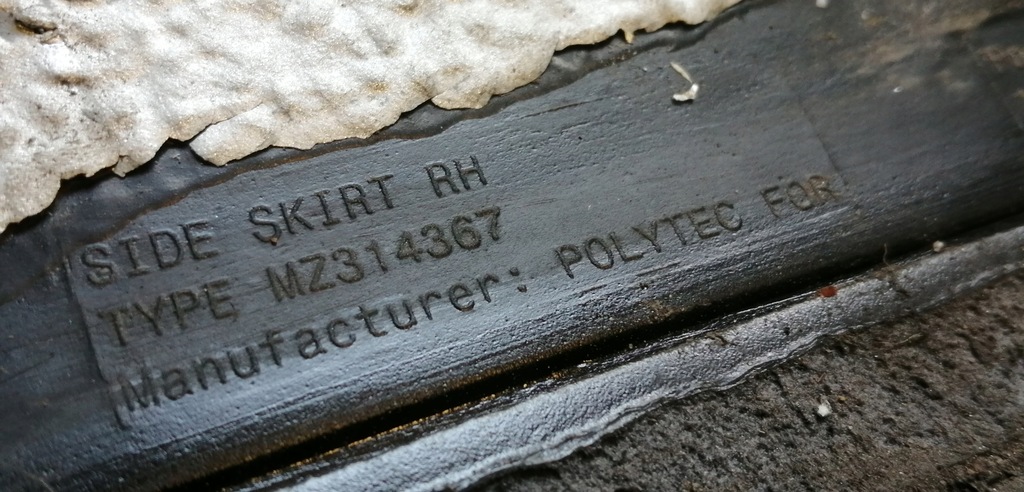 SIDE SKIRT RH
TYPE MZ314367
Manufacturer: POLYTEC FOR